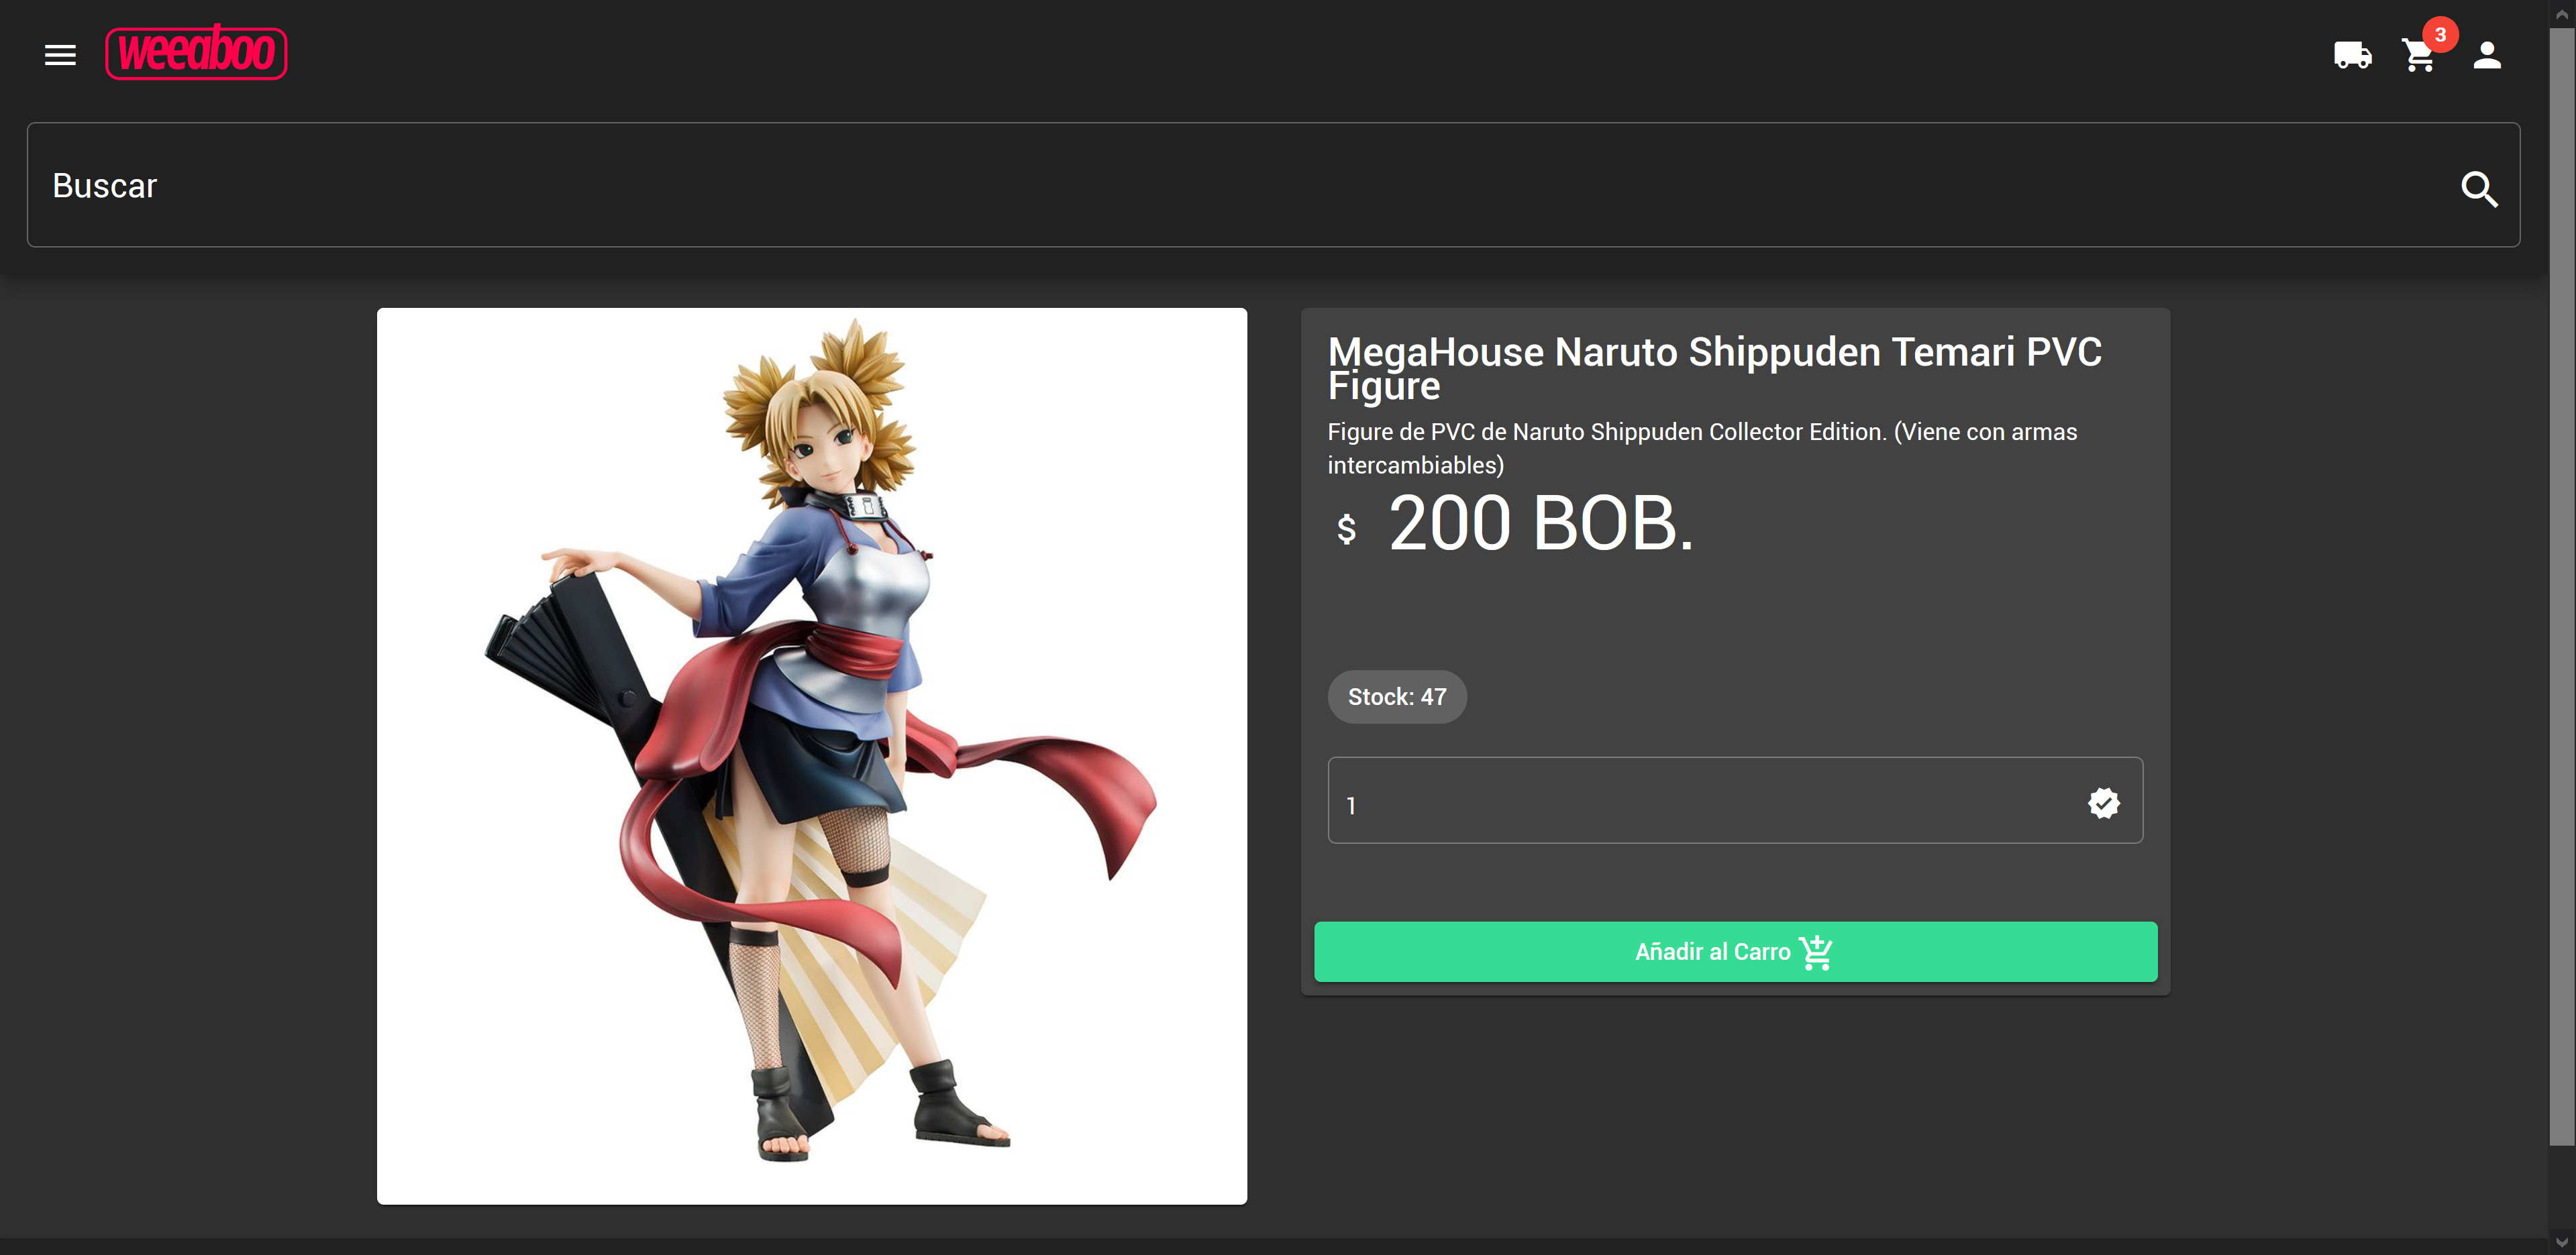 weeaboo
3
Buscar
MegaHouse Naruto Shippuden Temari PVC
Figure
Figure de PVC de Naruto Shippuden Collector Edition. (Viene con armas
intercambiables)
$ 200 BOB.
Stock: 47
1
Añadir al Carro